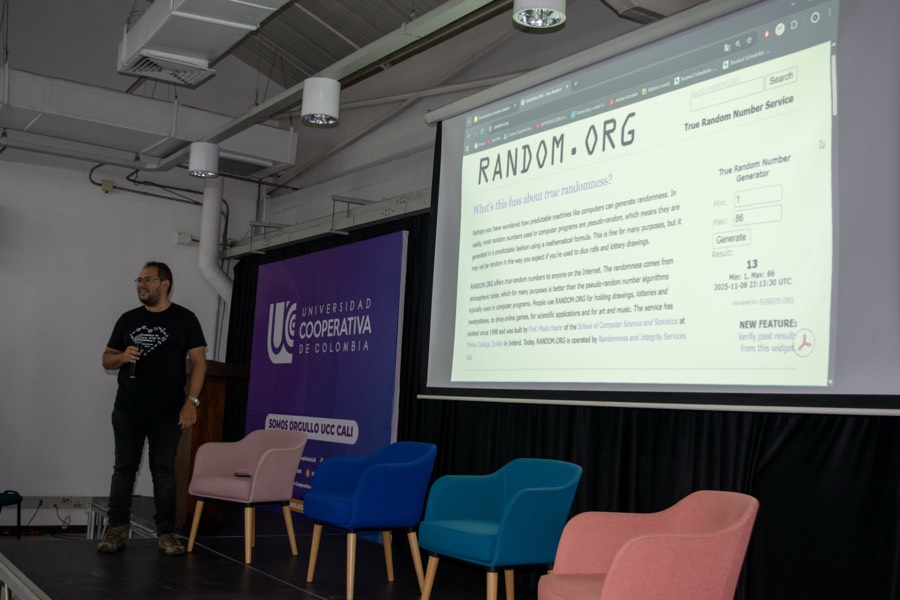 UCC
UNIVERSIDAD
COOPERATIVA
DE COLOMBIA
SOMOS ORGULLO UCC CALI
RANDOM.ORG
Search
True Random Number Service
What's this fuss about true randomness?
Perhaps you have wondered how predictable machines like computers can generate randomness. In
reality, most random numbers used in computer programs are pseudo-random, which means they are
generated in a predictable fashion using a mathematical formula. This is fine for many purposes, but it
may not be random in the way you expect if you're used to dice rolls and lottery drawings.
RANDOM.ORG offers true random numbers to anyone on the Internet. The randomness comes from
atmospheric noise, which for many purposes is better than the pseudo-random number algorithms
typically used in computer programs. People use RANDOM.ORG for holding drawings, lotteries and
sweepstakes, to drive online games, for scientific applications and for art and music. The service has
existed since 1998 and was built by Prof. Mads Haahr of the School of Computer Science and Statistics at
Trinity College, Dublin in Ireland. Today, RANDOM.ORG is operated by Randomness and Integrity Services
Ltd.
True Random Number
Generator
Min: 1
Max: 86
Generate
Result:
13
Min: 1, Max: 86
2025-11-08 22:13:30 UTC
Powered by RANDOM.ORG
NEW FEATURE:
Verify past results
from this widget